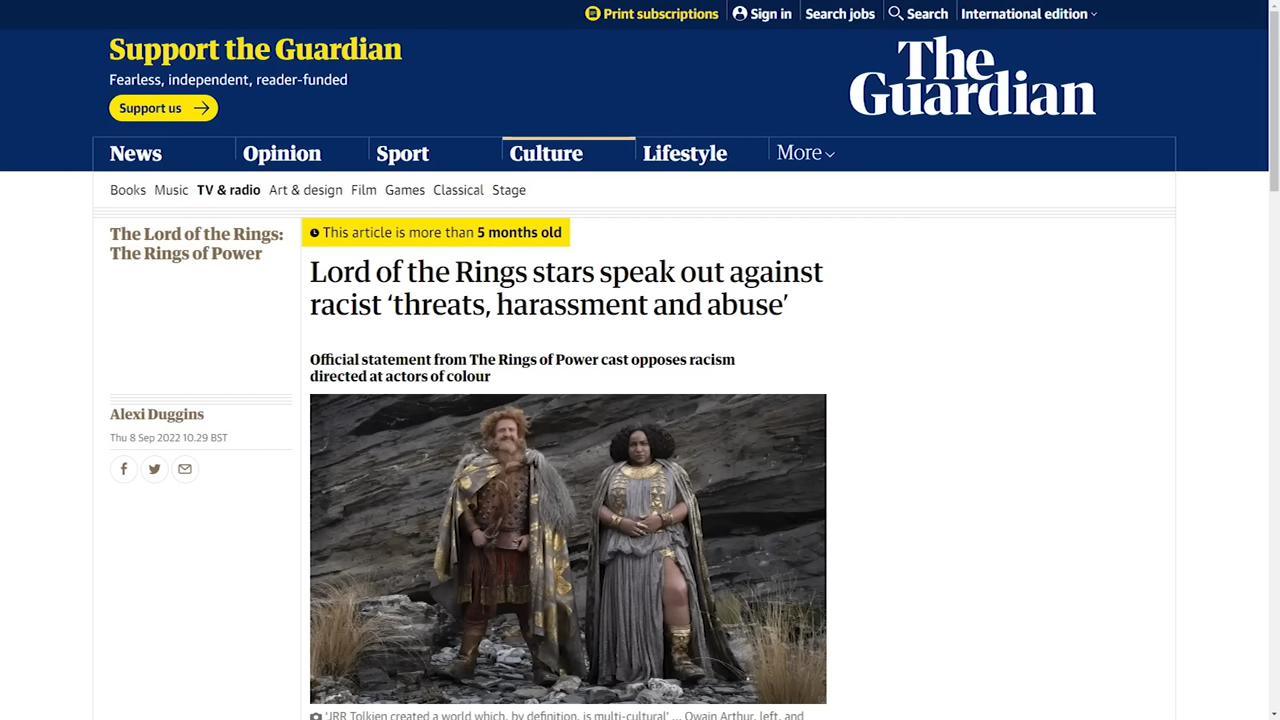 Print subscriptions
Sign in
Search jobs
Search
International edition
Support the Guardian
Fearless, independent, reader-funded
Support us
The
Guardian
News
Opinion
Sport
Culture
Lifestyle
More
Books
Music
TV & radio
Art & design
Film
Games
Classical
Stage
The Lord of the Rings:
The Rings of Power
This article is more than 5 months old
Lord of the Rings stars speak out against
racist ‘threats, harassment and abuse’
Official statement from The Rings of Power cast opposes racism
directed at actors of colour
Alexi Duggins
Thu 8 Sep 2022 10.29 BST
'JRR Tolkien created a world which, by definition, is multi-cultural' ... Owain Arthur, left, and